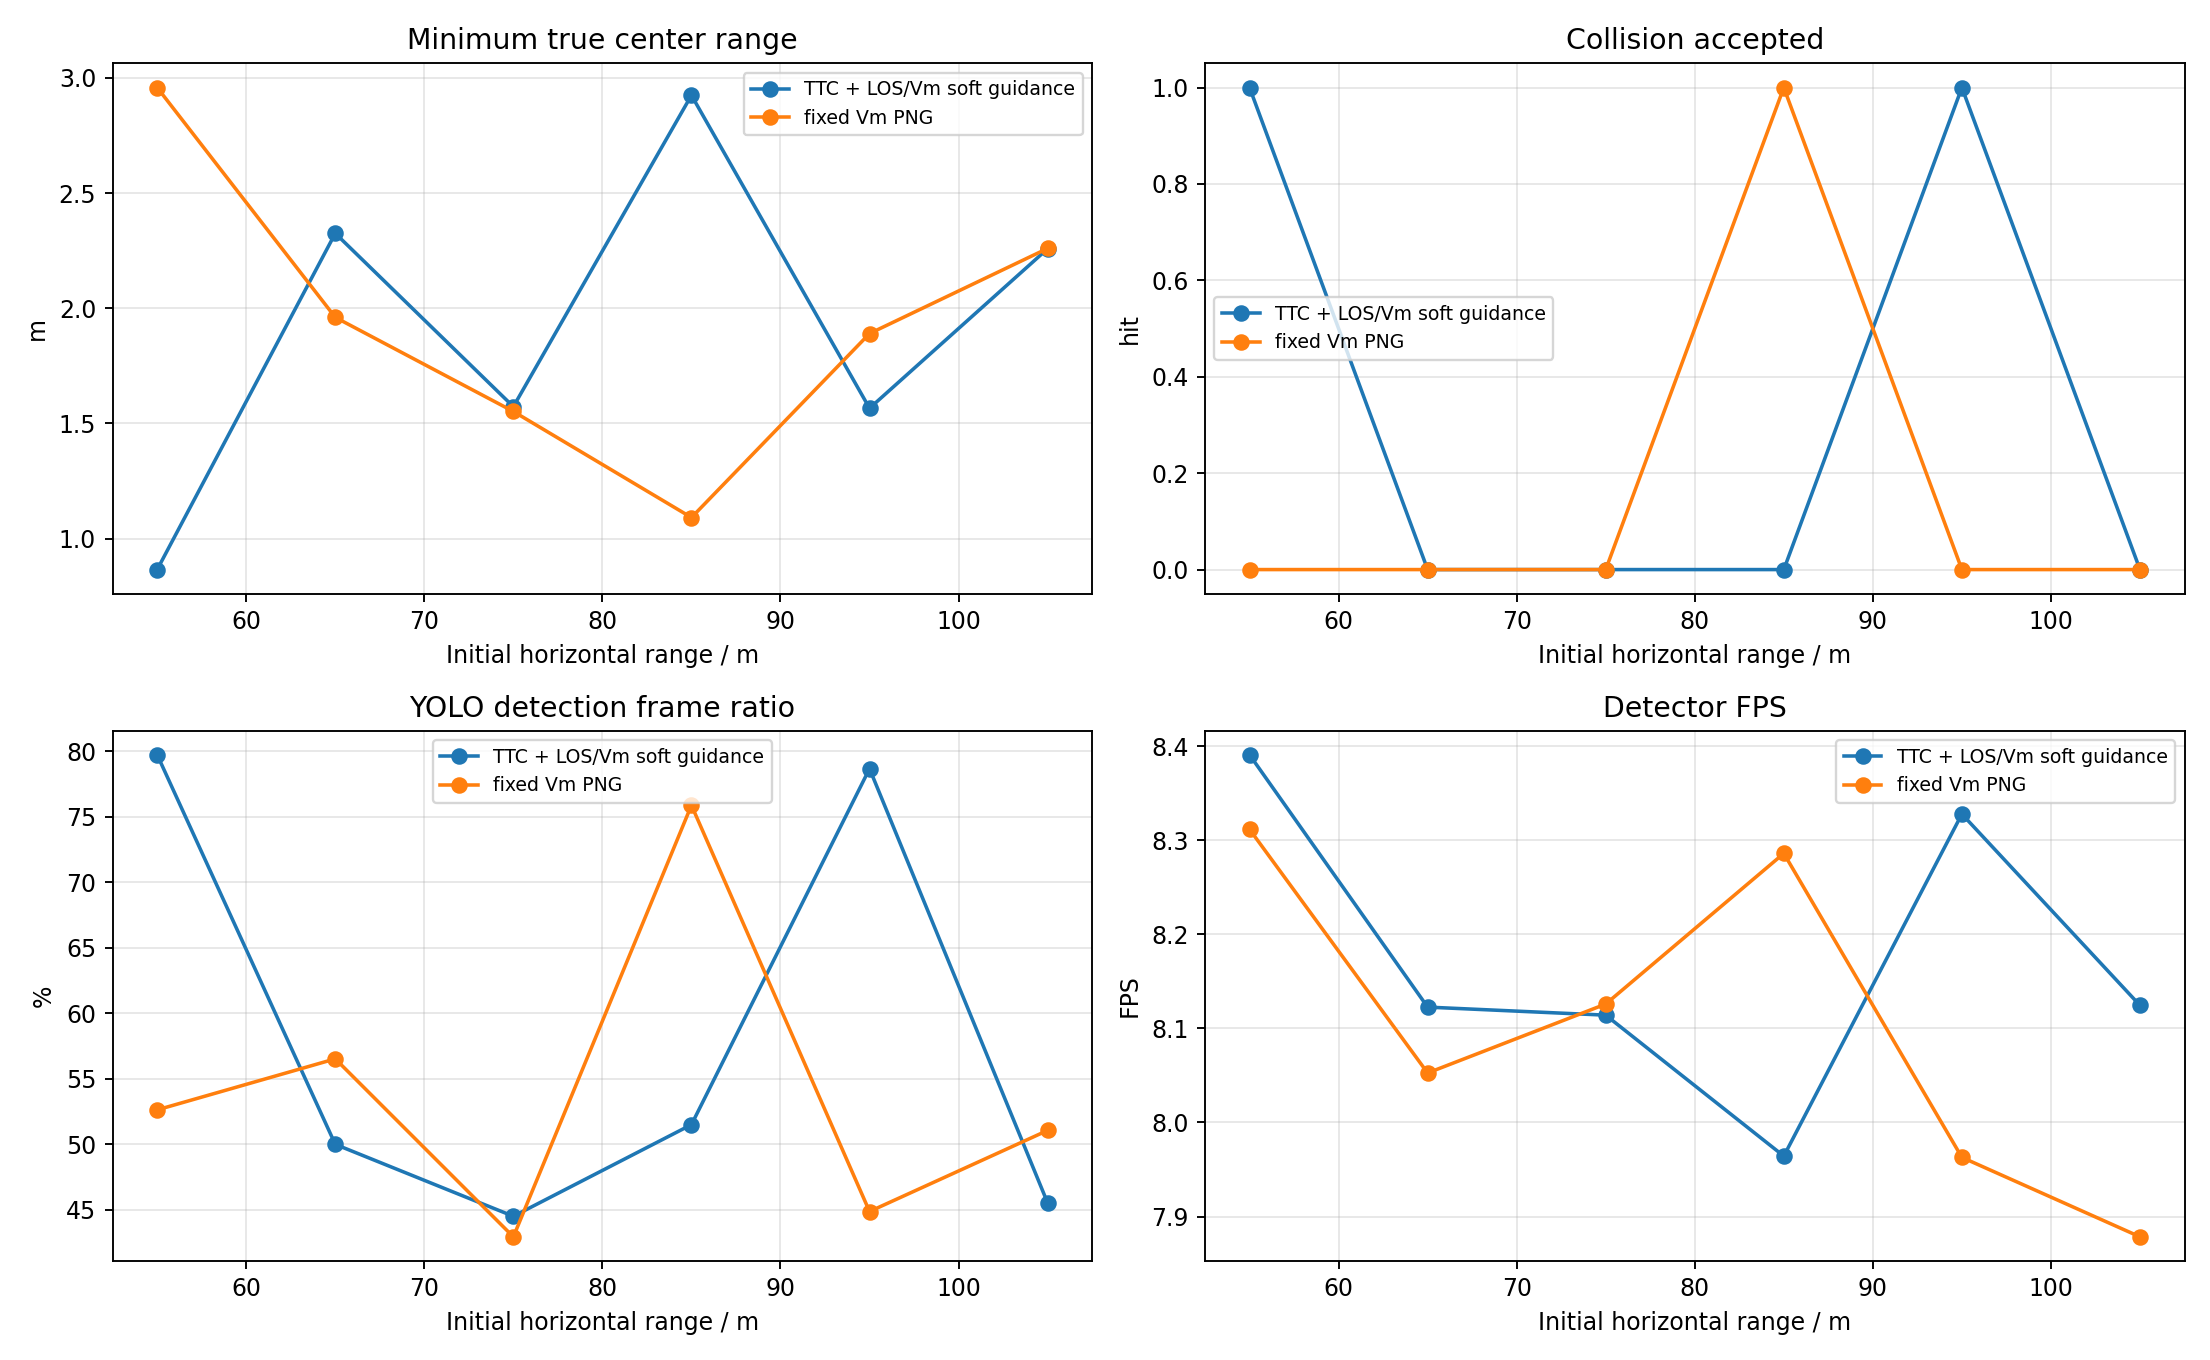 Minimum true center range
3.0
2.5
2.0
1.5
1.0
m
TTC + LOS/Vm soft guidance
fixed Vm PNG
60
70
80
90
100
Initial horizontal range / m
Collision accepted
1.0
0.8
0.6
0.4
0.2
0.0
hit
TTC + LOS/Vm soft guidance
fixed Vm PNG
60
70
80
90
100
Initial horizontal range / m
YOLO detection frame ratio
80
75
70
65
60
55
50
45
%
TTC + LOS/Vm soft guidance
fixed Vm PNG
60
70
80
90
100
Initial horizontal range / m
Detector FPS
8.4
8.3
8.2
8.1
8.0
7.9
FPS
TTC + LOS/Vm soft guidance
fixed Vm PNG
60
70
80
90
100
Initial horizontal range / m